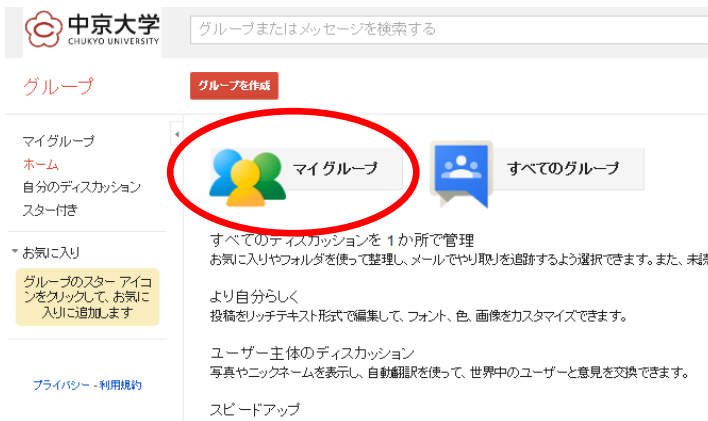 中京大学
CHUKYO UNIVERSITY
グループまたはメッセージを検索する
グループ
グループを作成
マイグループ
ホーム
自分のディスカッション
スター付き
お気に入り
グループのスター アイコ
ンをクリックして、お気に
入りに追加します
プライバシー - 利用規約
マイグループ
すべてのグループ
すべてのディスカッションを 1 か所で管理
お気に入りやフォルダを使って整理し、メールでやり取りを追跡するよう選択できます。また、未読
より自分らしく
投稿をリッチテキスト形式で編集して、フォント、色、画像をカスタマイズできます。
ユーザー主体のディスカッション
写真やニックネームを表示し、自動翻訳を使って、世界中のユーザーと意見を交換できます。
スピードアップ